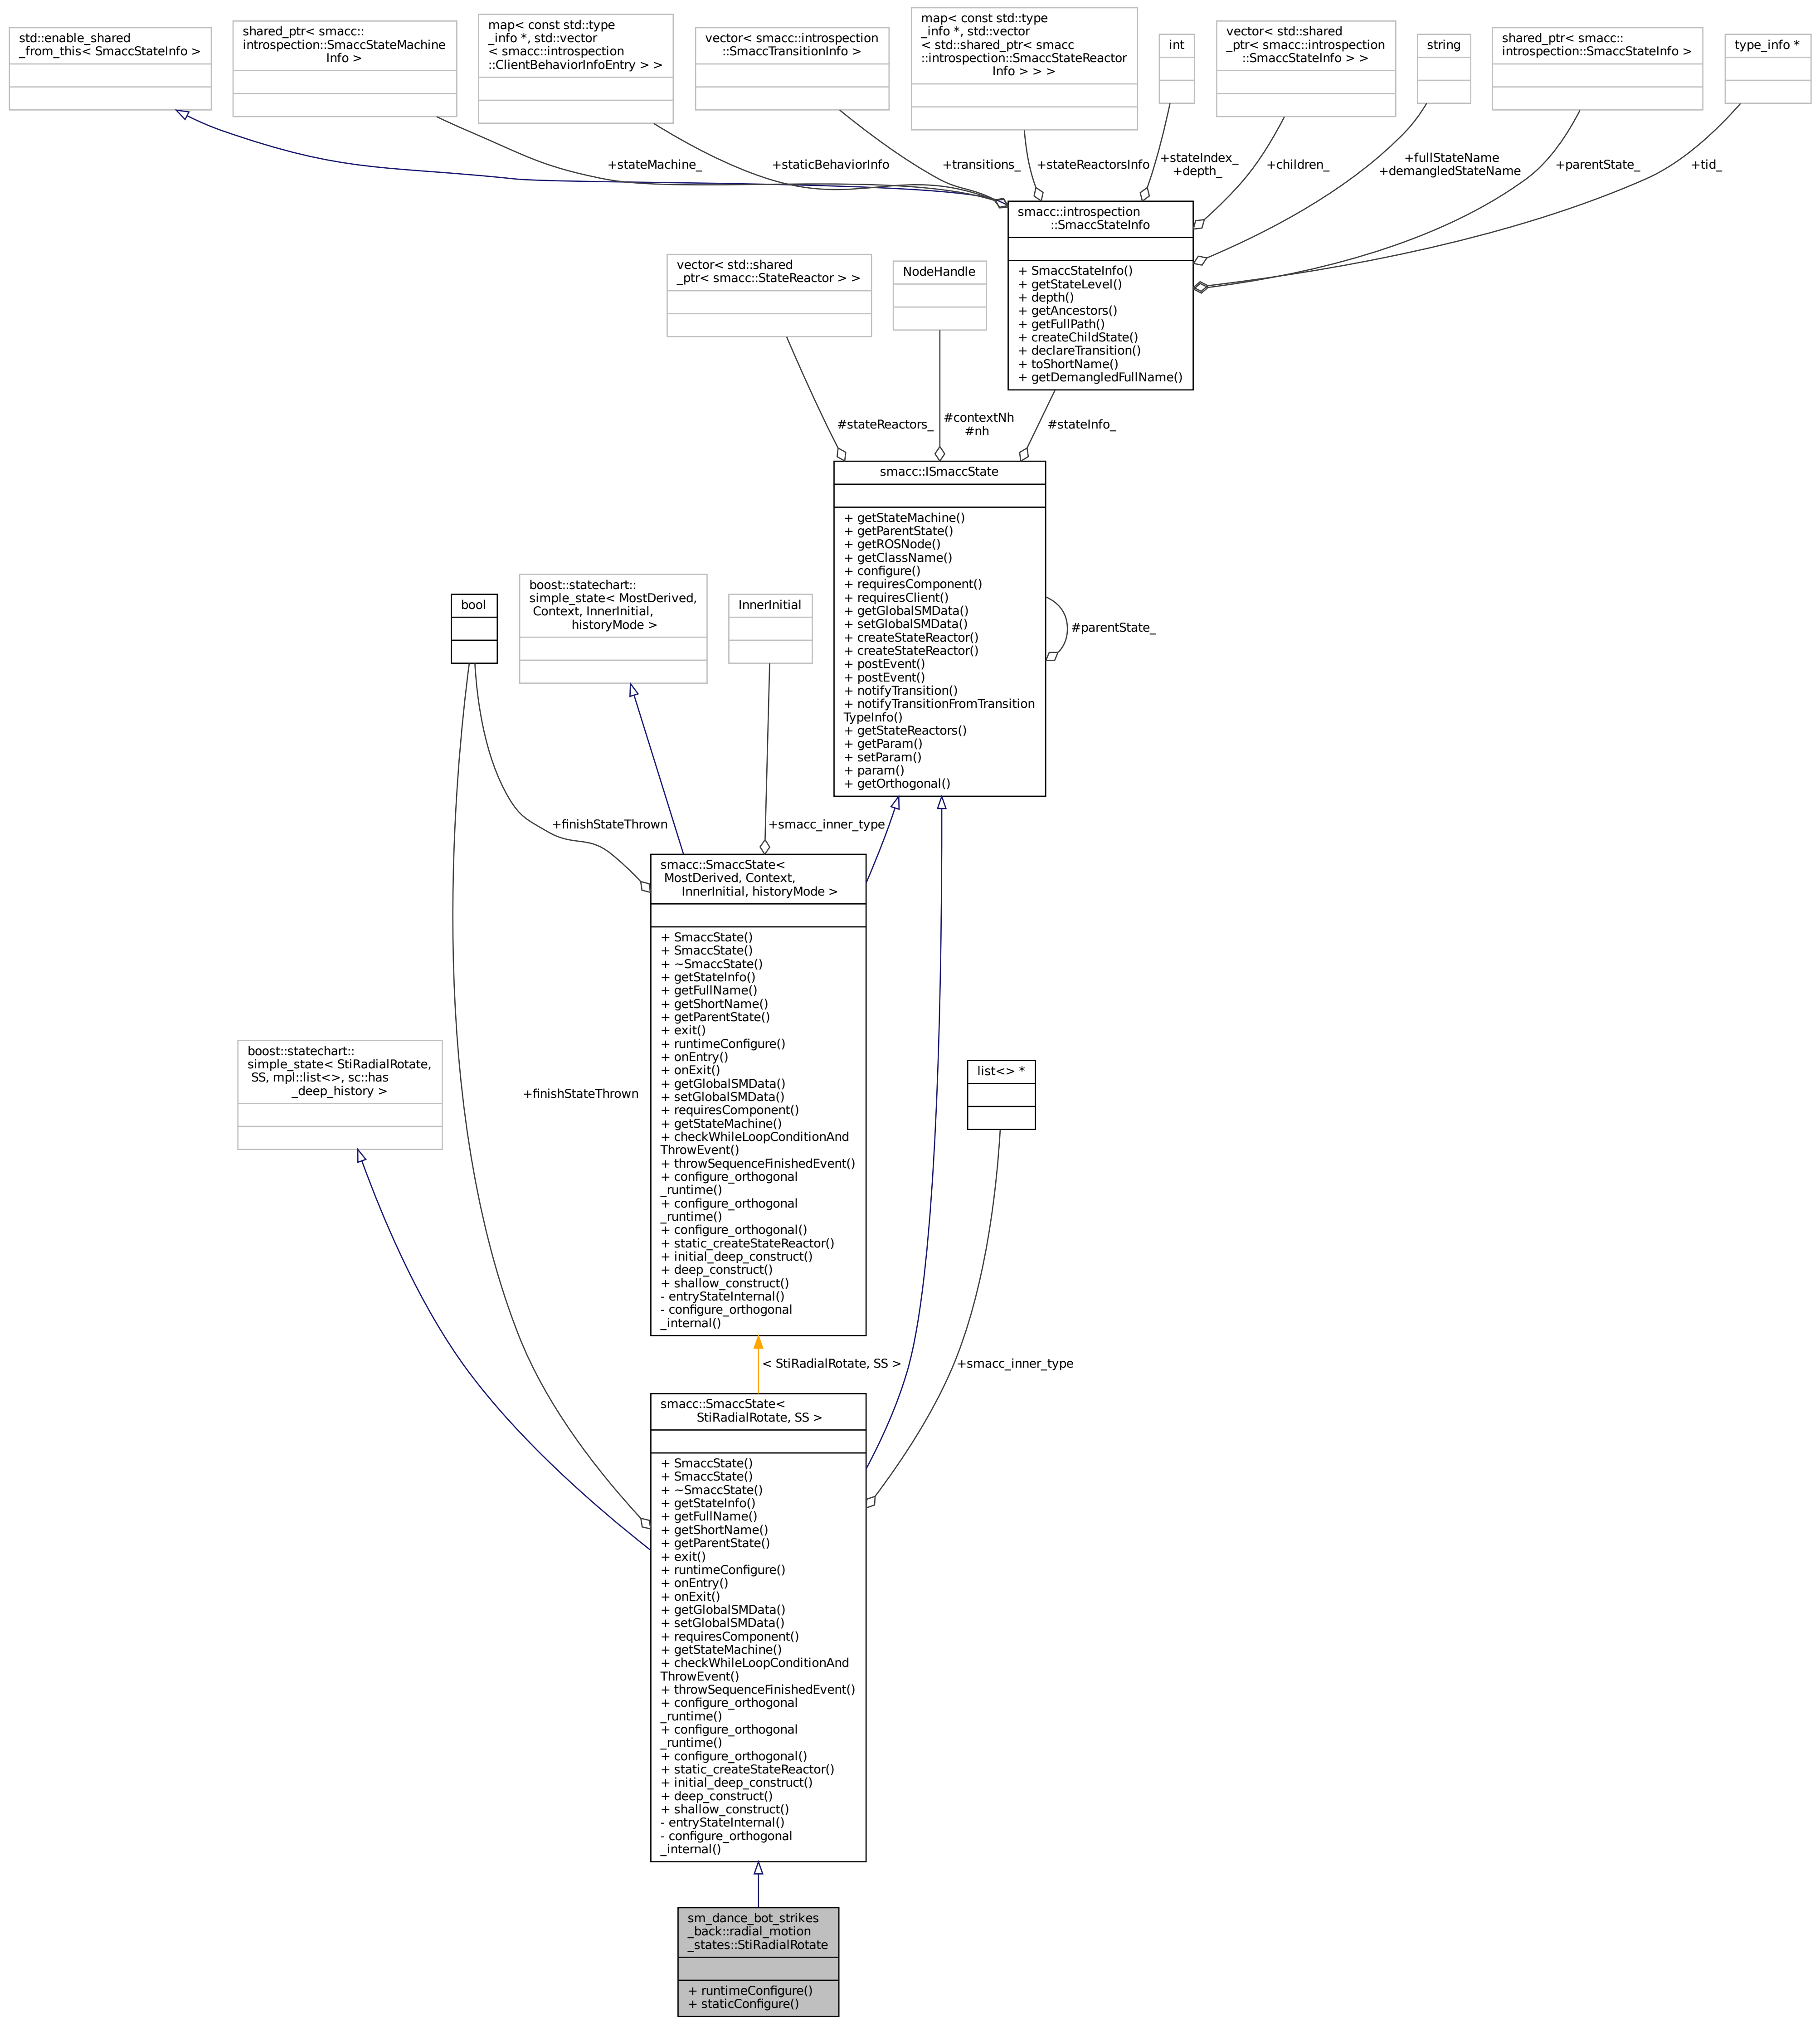 std::enable_shared
_from_this< SmaccStateInfo >
shared_ptr< smacc::
introspection::SmaccStateMachine
Info >
map< const std::type
_info *, std::vector
< smacc::introspection
::ClientBehaviorInfoEntry > >
vector< smacc::introspection
::SmaccTransitionInfo >
map< const std::type
_info *, std::vector
< std::shared_ptr< smacc
::introspection::SmaccStateReactor
Info > > >
int
vector< std::shared
_ptr< smacc::introspection
::SmaccStateInfo > >
string
shared_ptr< smacc::
introspection::SmaccStateInfo >
type_info *
+stateMachine_
+staticBehaviorInfo
+transitions_
+stateReactorsInfo
+stateIndex_
+depth_
+children_
+fullStateName
+demangledStateName
+parentState_
+tid_
smacc::introspection
::SmaccStateInfo
+ SmaccStateInfo()
+ getStateLevel()
+ depth()
+ getAncestors()
+ getFullPath()
+ createChildState()
+ declareTransition()
+ toShortName()
+ getDemangledFullName()
vector< std::shared
_ptr< smacc::StateReactor > >
NodeHandle
#stateReactors_
#contextNh
#nh
#stateInfo_
smacc::ISmaccState
+ getStateMachine()
+ getParentState()
+ getROSNode()
+ getClassName()
+ configure()
+ requiresComponent()
+ requiresClient()
+ getGlobalSMData()
+ setGlobalSMData()
+ createStateReactor()
+ createStateReactor()
+ postEvent()
+ postEvent()
+ notifyTransition()
+ notifyTransitionFromTransition
TypeInfo()
+ getStateReactors()
+ getParam()
+ setParam()
+ param()
+ getOrthogonal()
#parentState_
bool
boost::statechart::
simple_state< MostDerived,
Context, InnerInitial,
historyMode >
InnerInitial
+finishStateThrown
+smacc_inner_type
smacc::SmaccState<
MostDerived, Context,
InnerInitial, historyMode >
+ SmaccState()
+ SmaccState()
+ ~SmaccState()
+ getStateInfo()
+ getFullName()
+ getShortName()
+ getParentState()
+ exit()
+ runtimeConfigure()
+ onEntry()
+ onExit()
+ getGlobalSMData()
+ setGlobalSMData()
+ requiresComponent()
+ getStateMachine()
+ checkWhileLoopConditionAnd
ThrowEvent()
+ throwSequenceFinishedEvent()
+ configure_orthogonal
_runtime()
+ configure_orthogonal
_runtime()
+ configure_orthogonal()
+ static_createStateReactor()
+ initial_deep_construct()
+ deep_construct()
+ shallow_construct()
- entryStateInternal()
- configure_orthogonal
_internal()
boost::statechart::
simple_state< StiRadialRotate,
SS, mpl::list<>, sc::has
_deep_history >
+finishStateThrown
list<> *
< StiRadialRotate, SS >
+smacc_inner_type
smacc::SmaccState<
StiRadialRotate, SS >
+ SmaccState()
+ SmaccState()
+ ~SmaccState()
+ getStateInfo()
+ getFullName()
+ getShortName()
+ getParentState()
+ exit()
+ runtimeConfigure()
+ onEntry()
+ onExit()
+ getGlobalSMData()
+ setGlobalSMData()
+ requiresComponent()
+ getStateMachine()
+ checkWhileLoopConditionAnd
ThrowEvent()
+ throwSequenceFinishedEvent()
+ configure_orthogonal
_runtime()
+ configure_orthogonal
_runtime()
+ configure_orthogonal()
+ static_createStateReactor()
+ initial_deep_construct()
+ deep_construct()
+ shallow_construct()
- entryStateInternal()
- configure_orthogonal
_internal()
sm_dance_bot_strikes
_back::radial_motion
_states::StiRadialRotate
+ runtimeConfigure()
+ staticConfigure()